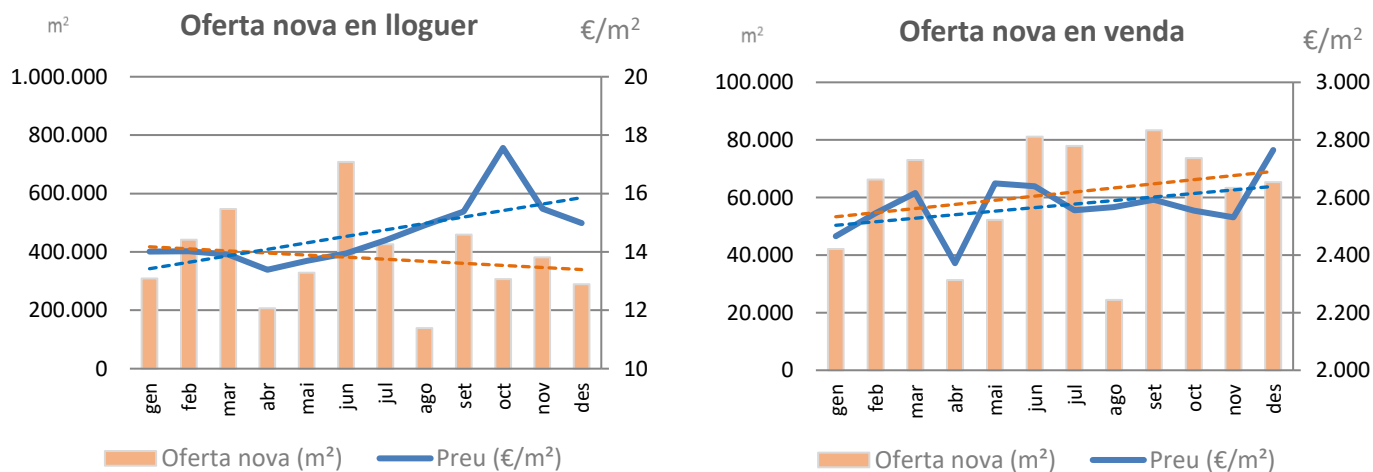 Oferta nova en lloguer
m²
€/m²
1.000.000
800.000
600.000
400.000
200.000
0
20
18
16
14
12
10
gen
feb
mar
abr
mai
jun
jul
ago
set
oct
nov
des
Oferta nova (m²)
Preu (€/m²)
Oferta nova en venda
m²
€/m²
100.000
80.000
60.000
40.000
20.000
0
3.000
2.800
2.600
2.400
2.200
2.000
gen
feb
mar
abr
mai
jun
jul
ago
set
oct
nov
des
Oferta nova (m²)
Preu (€/m²)